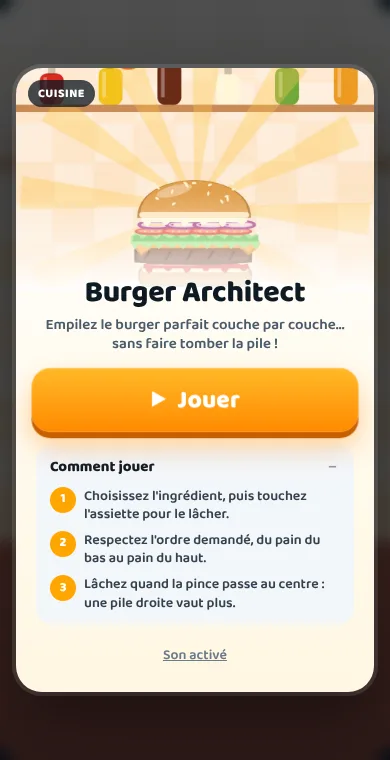 CUISINE
Burger Architect
Empilez le burger parfait couche par couche...
sans faire tomber la pile !
Jouer
Comment jouer
1 Choisissez l'ingrédient, puis touchez
l'assiette pour le lâcher.
2 Respectez l'ordre demandé, du pain du
bas au pain du haut.
3 Lâchez quand la pince passe au centre :
une pile droite vaut plus.
Son activé